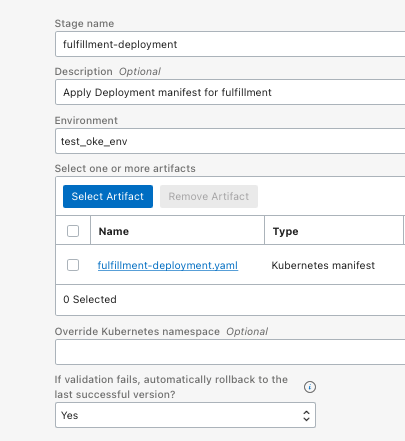 Stage name
fulfillment-deployment
Description Optional
Apply Deployment manifest for fulfillment
Environment
test_oke_env
Select one or more artifacts
Select Artifact Remove Artifact
Name Type
fulfillment-deployment.yaml Kubernetes manifest
0 Selected
Override Kubernetes namespace Optional
If validation fails, automatically rollback to the
last successful version?
Yes